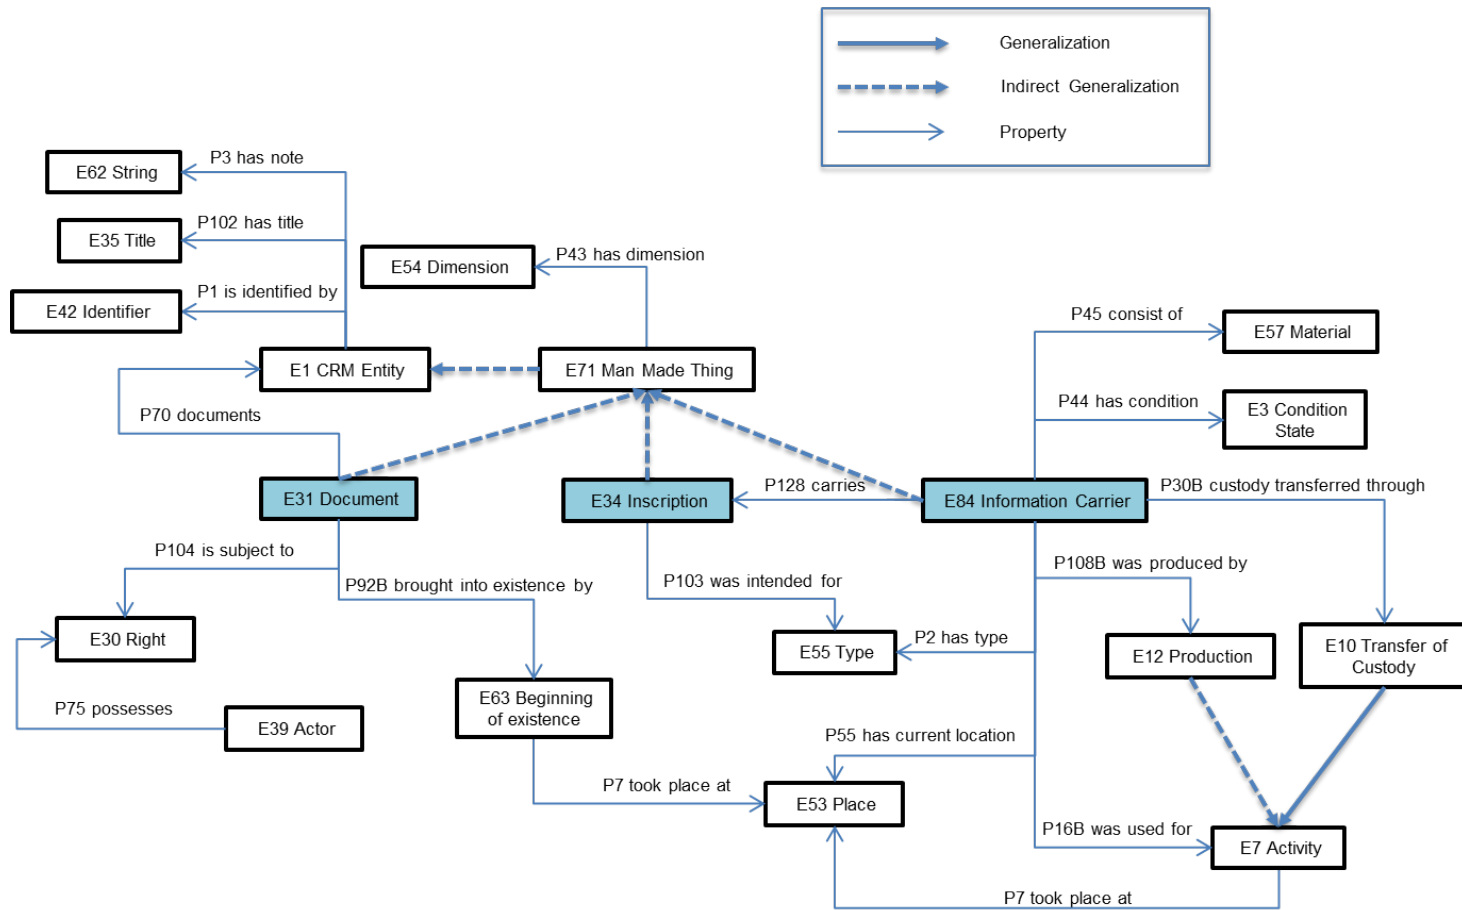 Generalization
Indirect Generalization
Property
P3 has note
E62 String
P102 has title
E35 Title
P43 has dimension
E54 Dimension
P1 is identified by
E42 Identifier
P45 consist of
E57 Material
E1 CRM Entity
E71 Man Made Thing
P70 documents
P44 has condition
E3 Condition
State
E31 Document
E34 Inscription
P128 carries
E84 Information Carrier
P30B custody transferred through
P104 is subject to
P92B brought into existence by
P103 was intended for
P108B was produced by
E30 Right
E55 Type
P2 has type
E12 Production
E10 Transfer of
Custody
P75 possesses
E39 Actor
E63 Beginning
of existence
P55 has current location
P7 took place at
E53 Place
P16B was used for
E7 Activity
P7 took place at